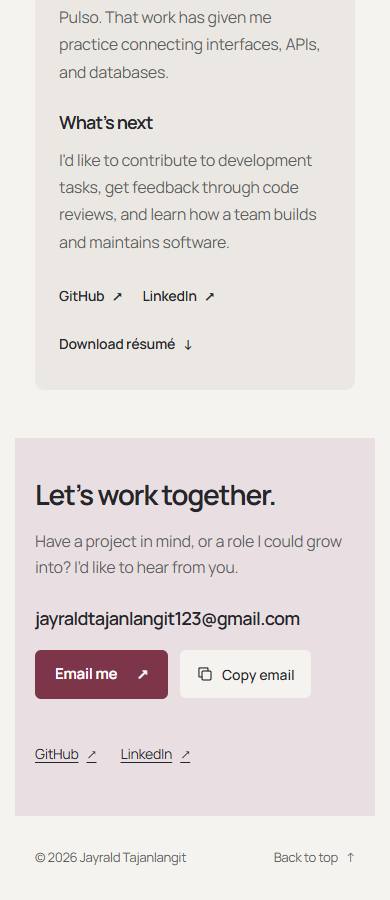 Pulso. That work has given me
practice connecting interfaces, APIs,
and databases.
What's next
I'd like to contribute to development
tasks, get feedback through code
reviews, and learn how a team builds
and maintains software.
GitHub ↗ LinkedIn ↗
Download résumé ↓
Let's work together.
Have a project in mind, or a role I could grow
into? I'd like to hear from you.
jayraldtajanlangit123@gmail.com
Email me ↗ Copy email
GitHub ↗ LinkedIn ↗
© 2026 Jayrald Tajanlangit Back to top ↑